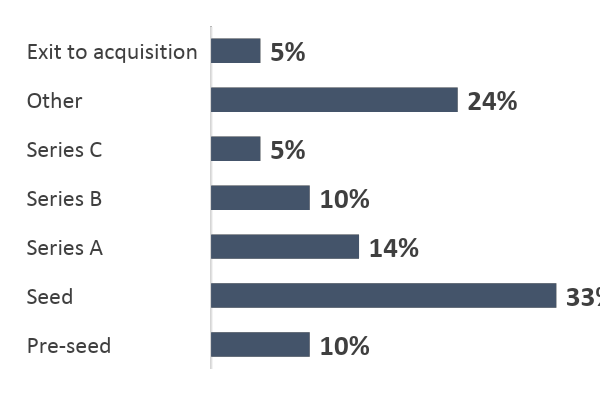 Exit to acquisition 5%
Other 24%
Series C 5%
Series B 10%
Series A 14%
Seed 33%
Pre-seed 10%